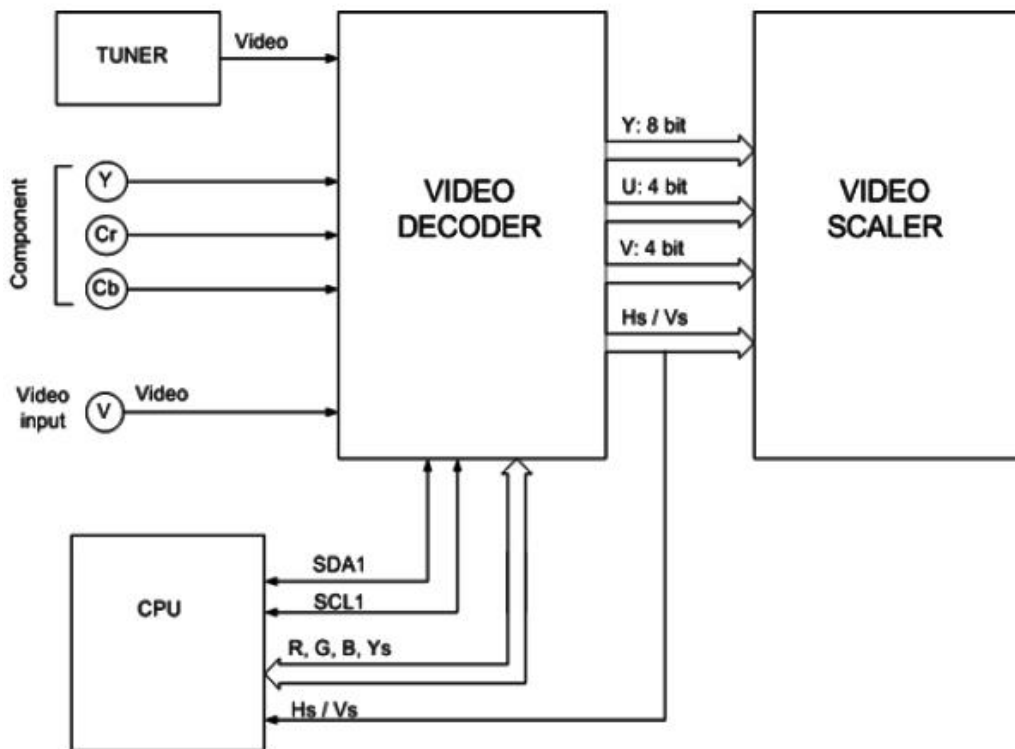 TUNER
Video
Component
Y
Cr
Cb
Video
input
V
Video
VIDEO
DECODER
Y: 8 bit
U: 4 bit
V: 4 bit
Hs / Vs
VIDEO
SCALER
CPU
SDA1
SCL1
R, G, B, Ys
Hs / Vs